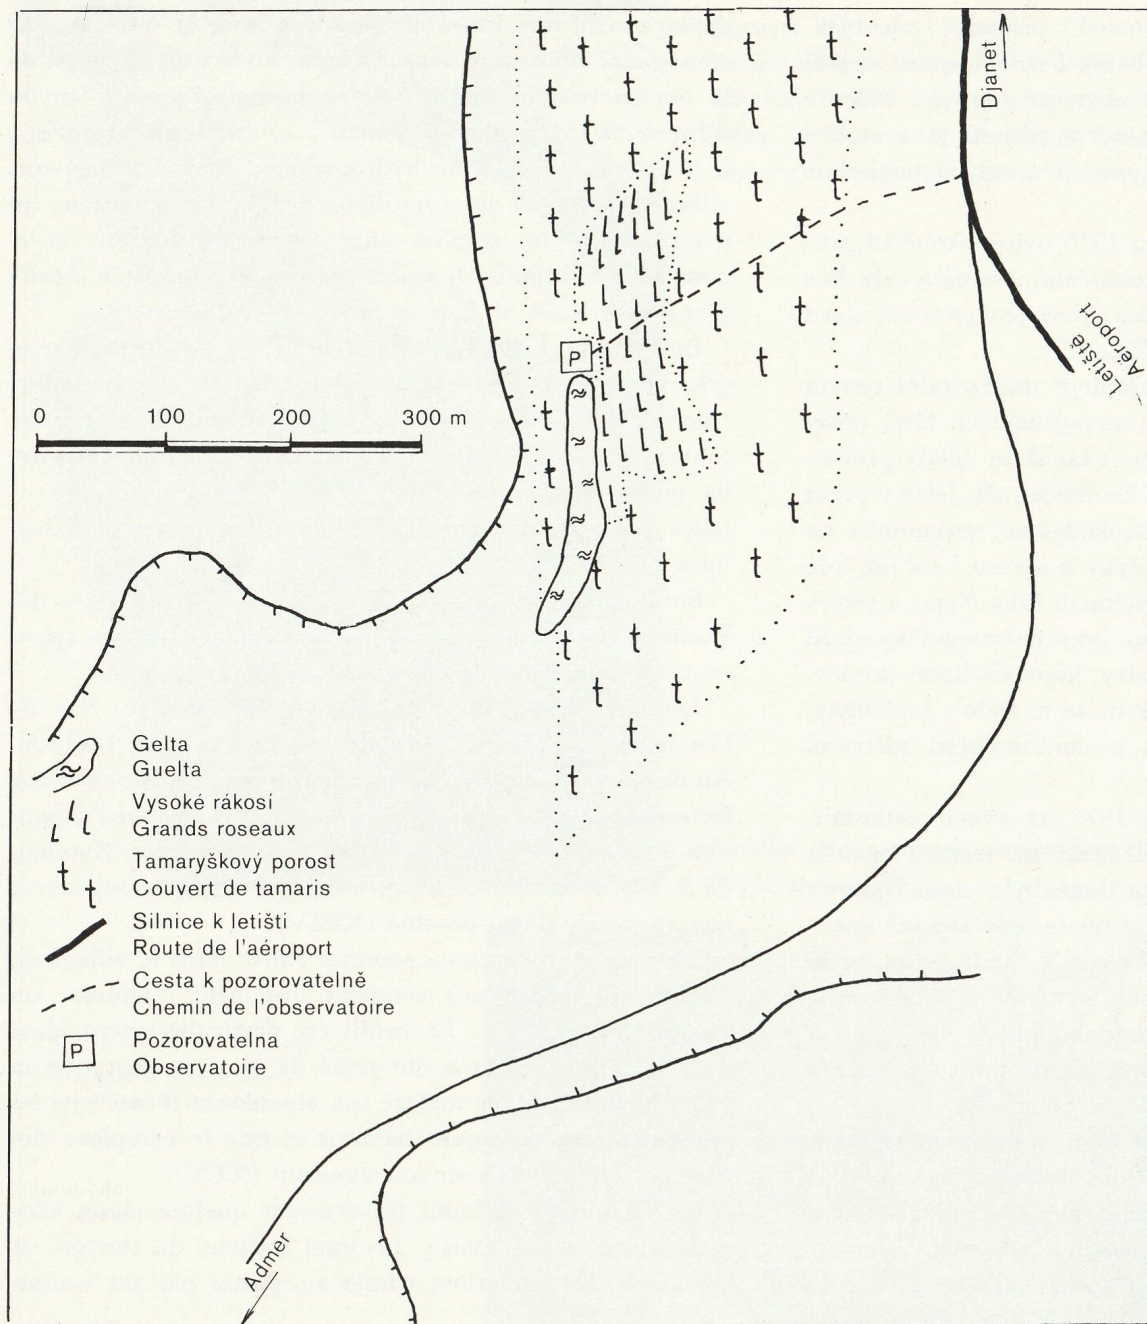 Djanet
Letiště
Aéroport
P
0 100 200 300 m
Gelta
Guelta
Vysoké rákosí
Grands roseaux
Tamaryškový porost
Couvert de tamaris
Silnice k letišti
Route de l'aéroport
Cesta k pozorovatelně
Chemin de l'observatoire
P
Pozorovatelna
Observatoire
Admer